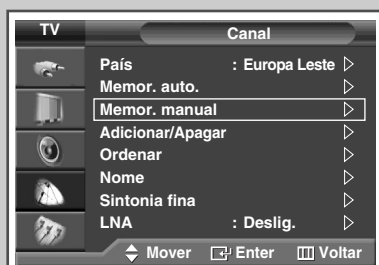 TV Canal
País : Europa Leste
Memor. auto.
Memor. manual
Adicionar/Apagar
Ordenar
Nome
Sintonia fina
LNA : Deslig.
Mover Enter Voltar